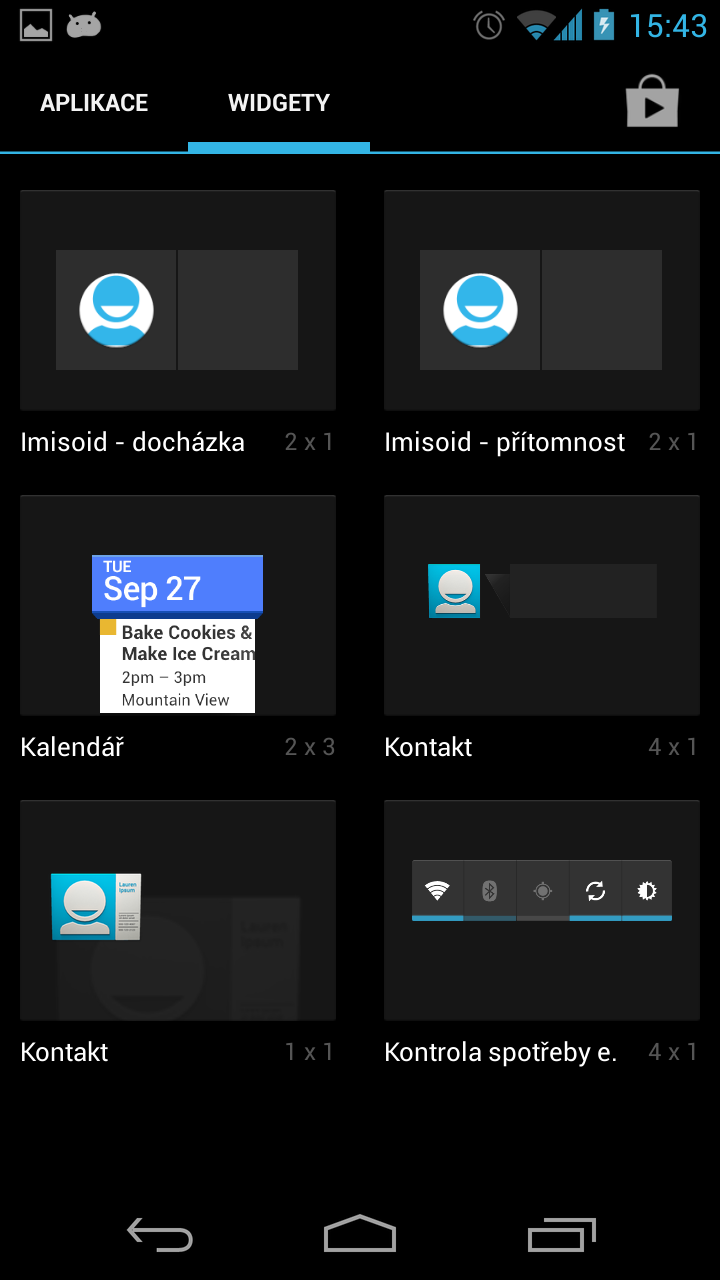 15:43
APLIKACE WIDGETY
Imisoid - docházka 2 x 1
Imisoid - přítomnost 2 x 1
TUE
Sep 27
Bake Cookies &
Make Ice Cream
2pm – 3pm
Mountain View
Kalendář 2 x 3
Kontakt 4 x 1
Lauren
Ipsum
Kontakt 1 x 1
Kontrola spotřeby e. 4 x 1